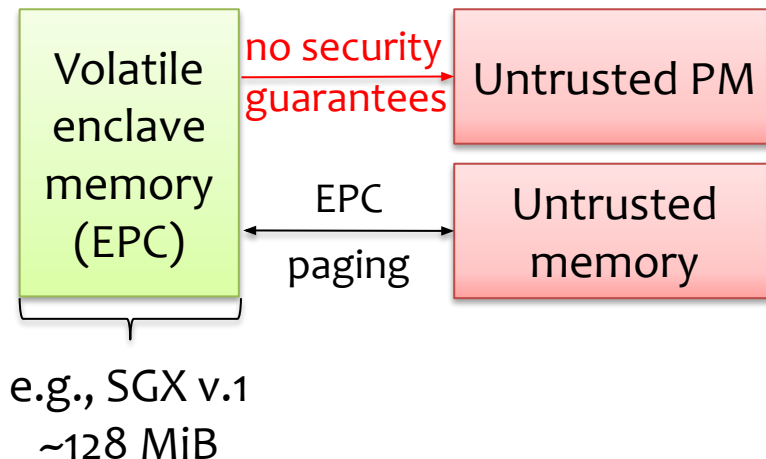 Volatile
enclave
memory
(EPC)
no security
guarantees
Untrusted PM
EPC
paging
Untrusted
memory
e.g., SGX v.1
~128 MiB